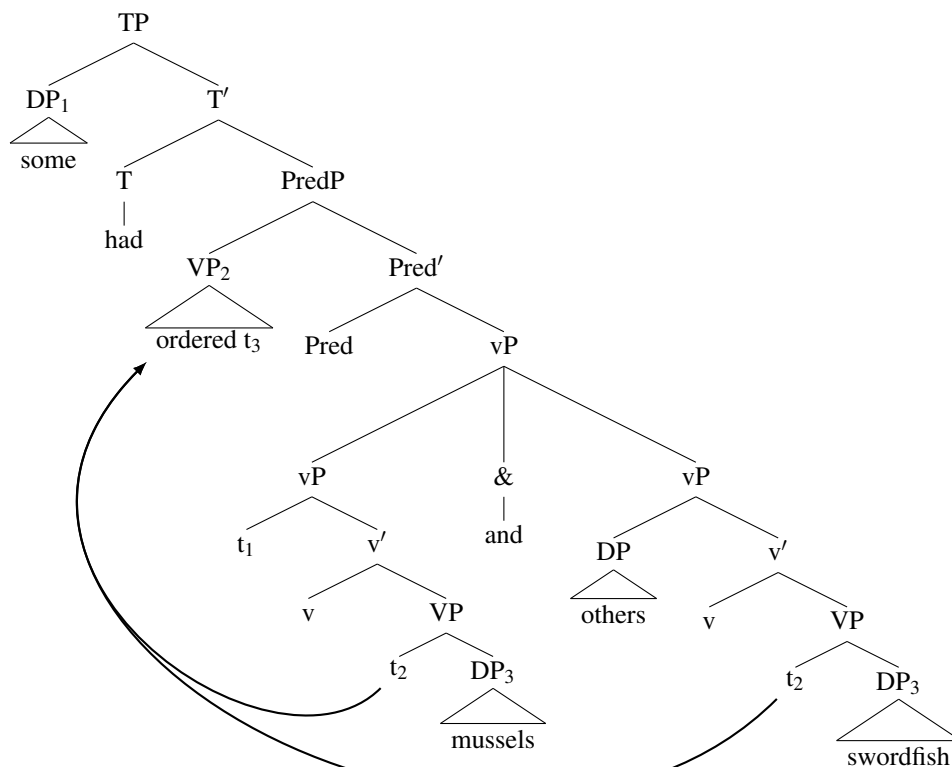 TP
DP₁ T′
some
T PredP
had
VP₂ Pred′
ordered t₃ Pred vP
vP & vP
t₁ v′ and DP v′
others
v VP v VP
t₂ DP₃ t₂ DP₃
mussels swordfish